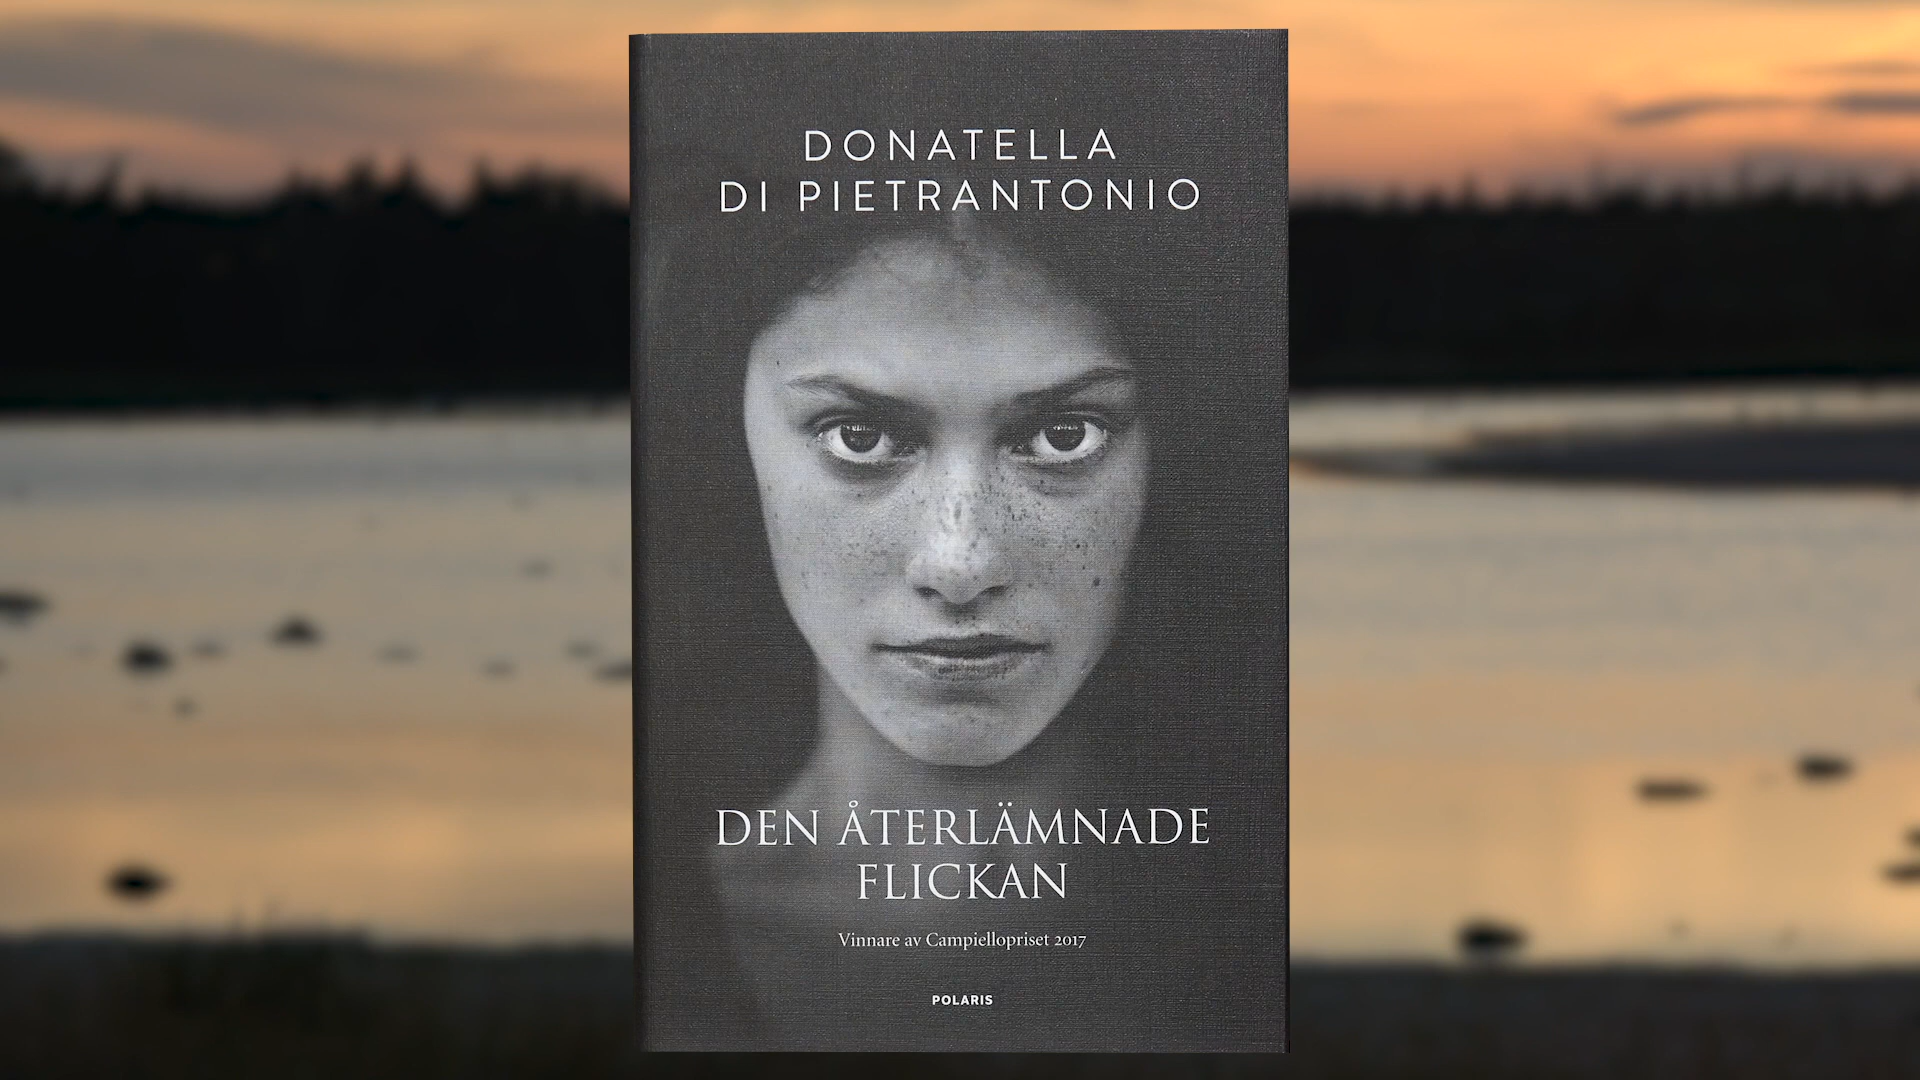 DONATELLA
DI PIETRANTONIO
DEN ÅTERLÄMNADE
FLICKAN
Vinnare av Campiellopriset 2017
POLARIS